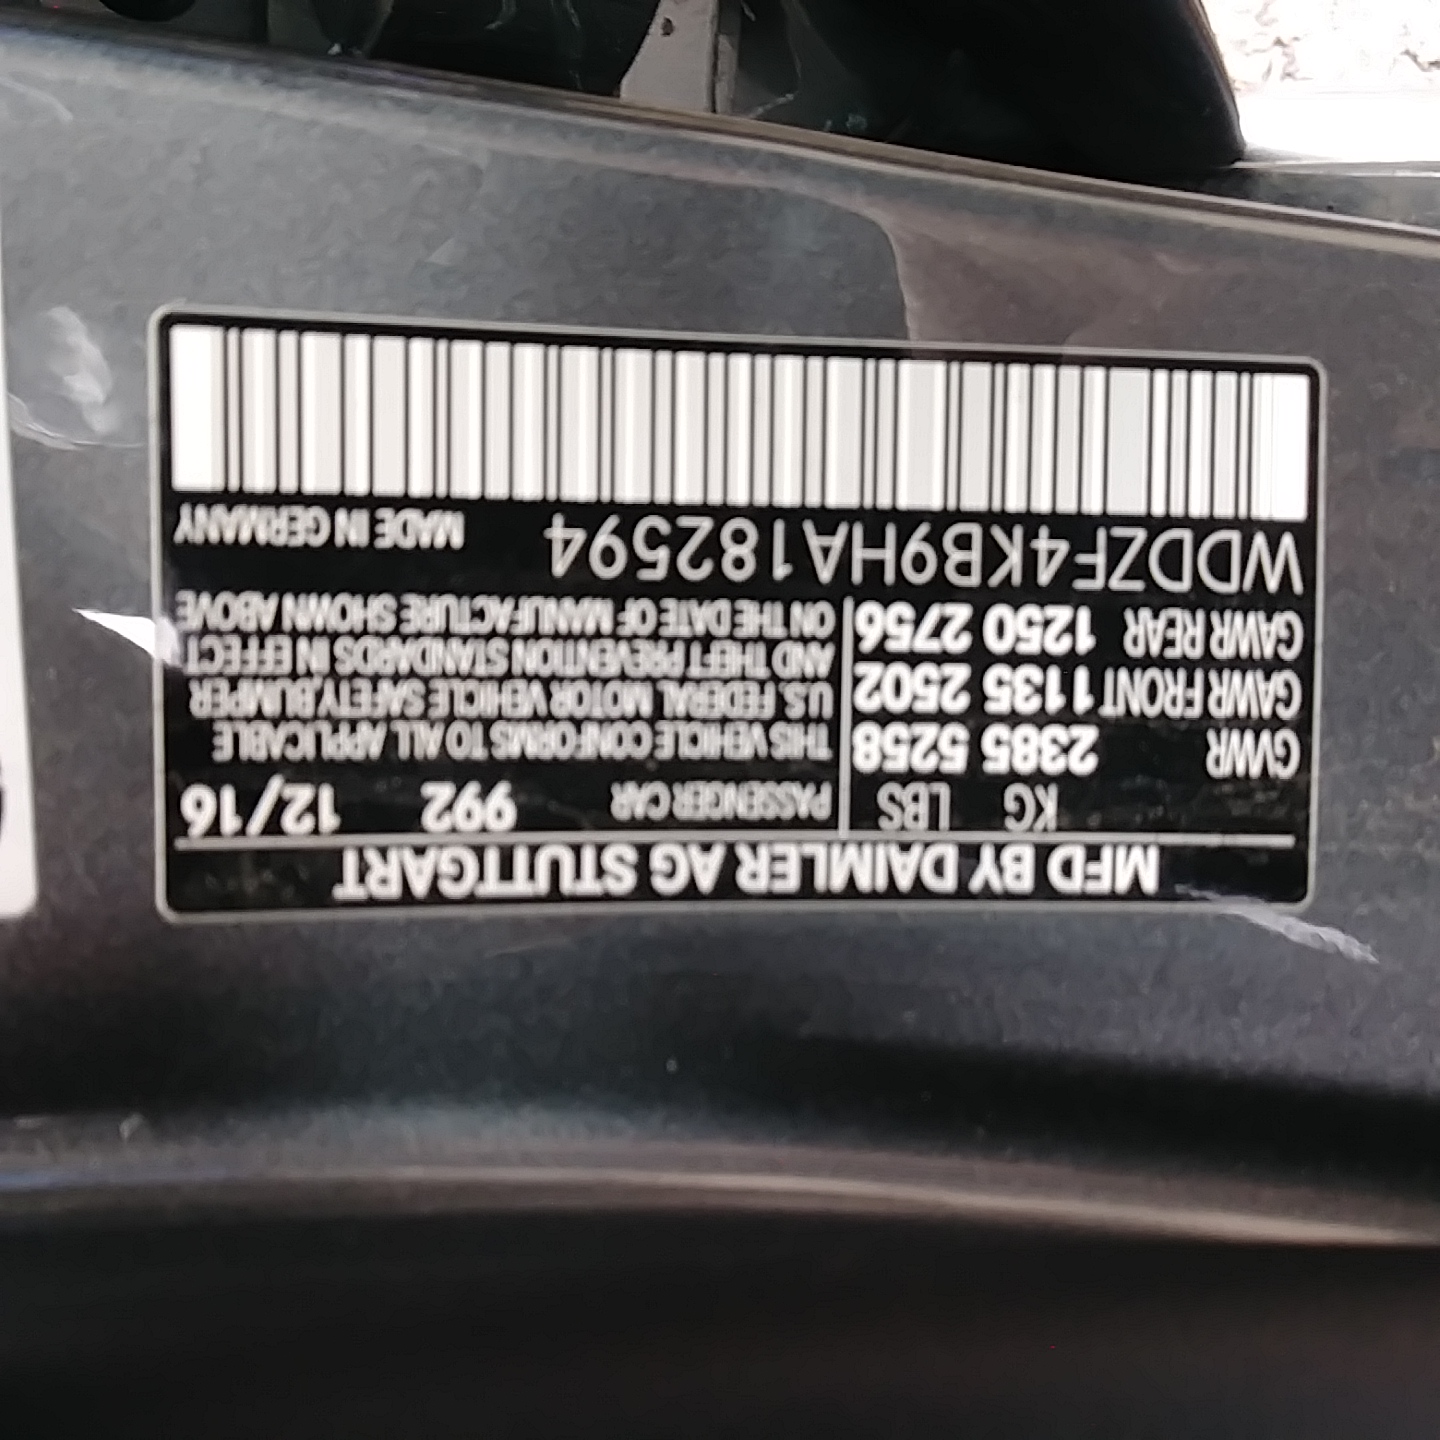 MFD BY DAIMLER AG STUTTGART
KG LBS PASSENGER CAR 992 12/16
GVWR 2385 5258 THIS VEHICLE CONFORMS TO ALL APPLICABLE
GAWR FRONT 1135 2502 U.S. FEDERAL MOTOR VEHICLE SAFETY,BUMPER
AND THEFT PREVENTION STANDARDS IN EFFECT
GAWR REAR 1250 2756 ON THE DATE OF MANUFACTURE SHOWN ABOVE
WDDZF4KB9HA182594 MADE IN GERMANY